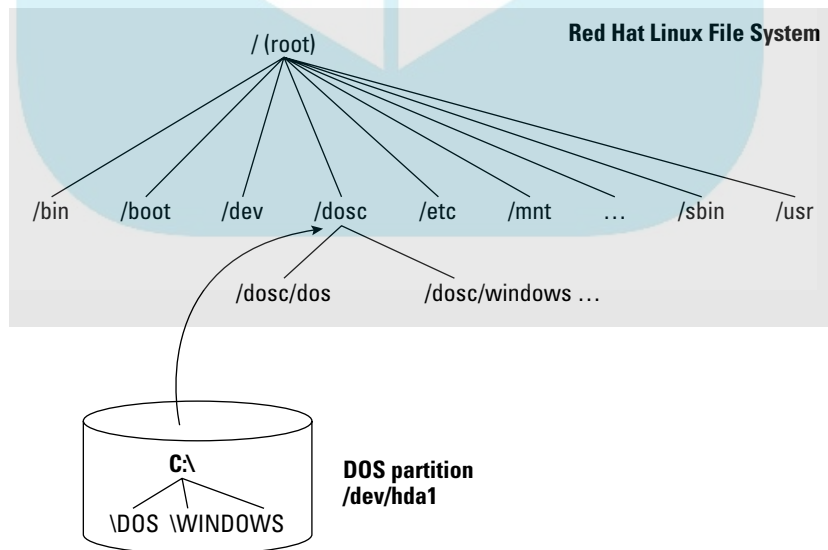 Red Hat Linux File System
/ (root)
/bin /boot /dev /dosc /etc /mnt … /sbin /usr
/dosc/dos /dosc/windows …
C:\
\DOS \WINDOWS
DOS partition
/dev/hda1